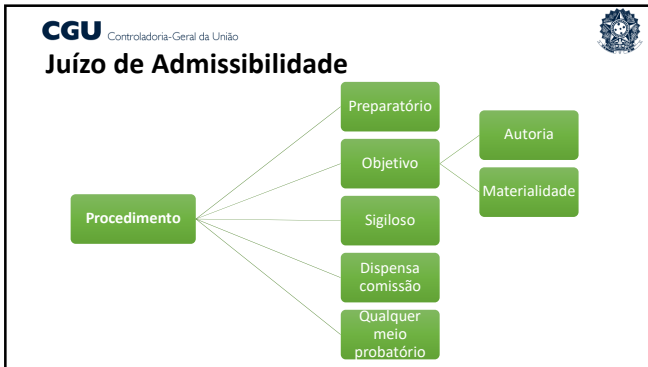 CGU Controladoria-Geral da União
Juízo de Admissibilidade
Preparatório
Autoria
Objetivo
Materialidade
Procedimento
Sigiloso
Dispensa
comissão
Qualquer
meio
probatório